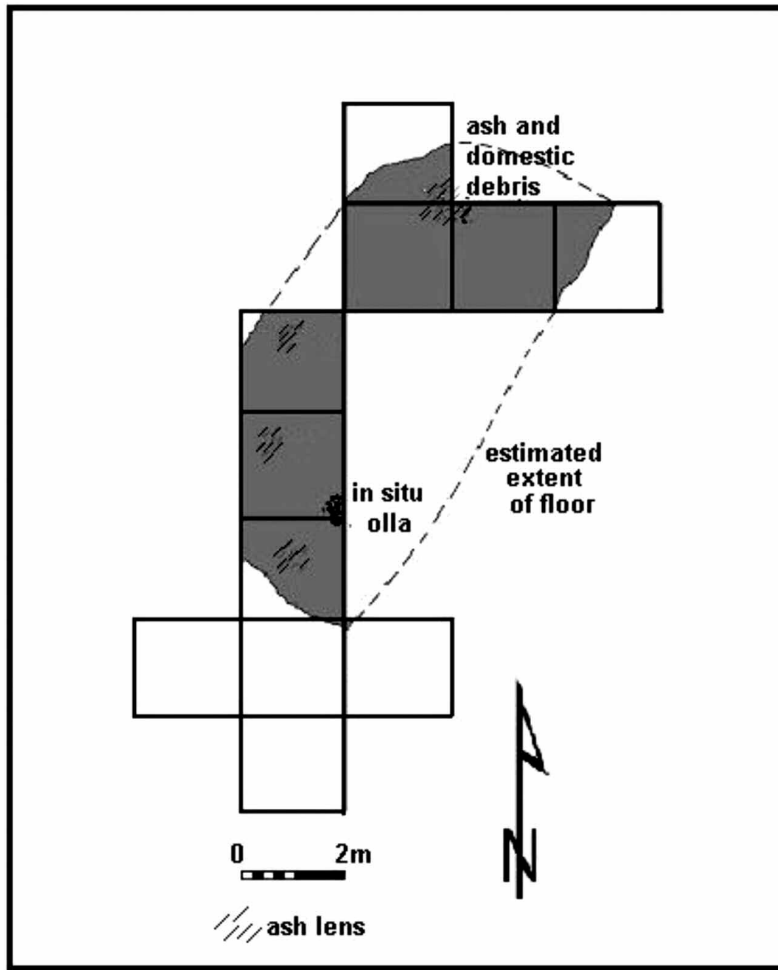 ash and
domestic
debris
estimated
extent
of floor
in situ
olla
N
0 2m
ash lens